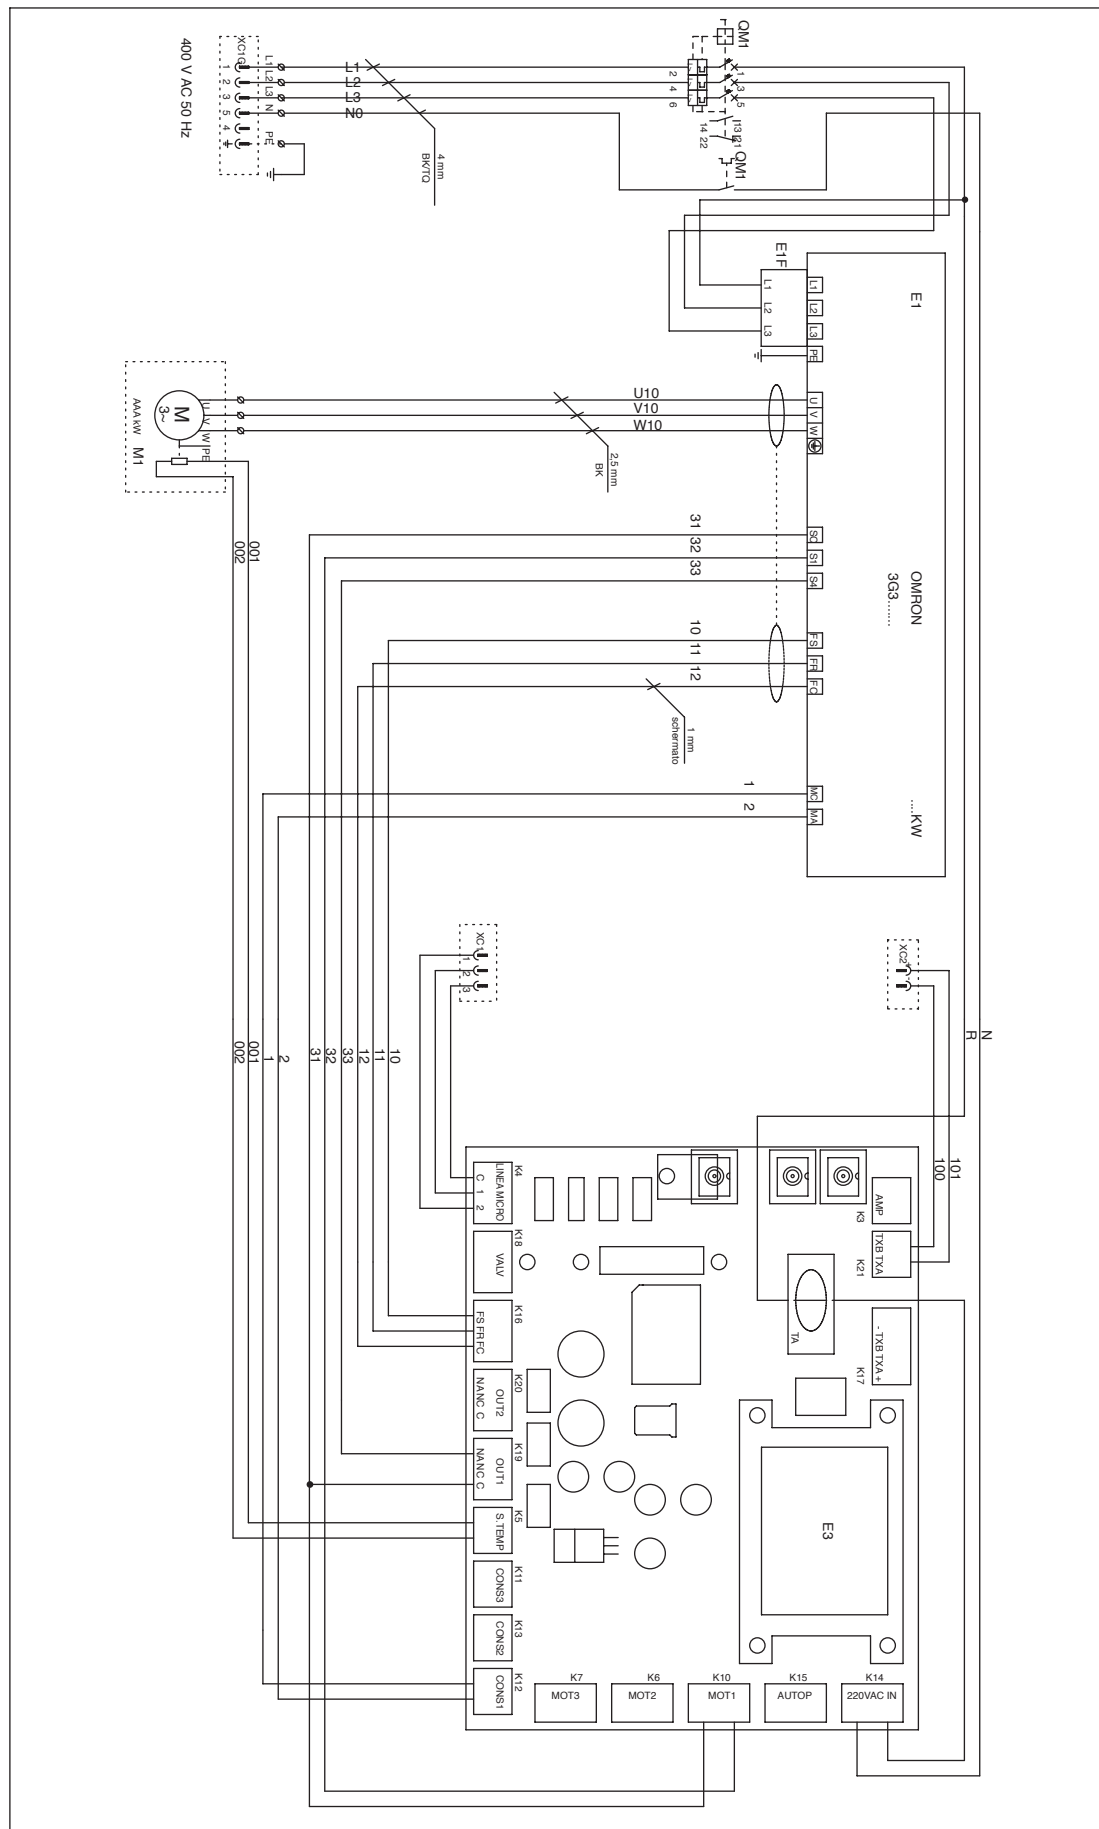 400 V AC 50 Hz
XC1G
1
2
3
5
4
L1
L2
L3
N
PE
L1
L2
L3
N0
4 mm
BK/TQ
QM1
2
4
6
1
3
5
13
21
14
22
QM1
E1F
L1
L2
L3
E1
L1
L2
L3
PE
U
V
W
SC
S1
S4
FS
FR
FC
MC
MA
OMRON
3G3.......
....KW
M
3~
U
V
W
PE
AAA kW
M1
U10
V10
W10
2,5 mm
BK
001
002
31
32
33
10
11
12
1 mm
schermato
1
2
XC1
1
2
3
XC2
+
-
N
R
101
100
002
001
1
2
31
32
33
12
11
10
K4
LINEA MICRO
C 1 2
K18
VALV
K16
FS FR FC
K20
OUT2
NA NC C
K19
OUT1
NA NC C
K5
S.TEMP
K11
CONS3
K13
CONS2
K12
CONS1
K3
AMP
K21
TXB TXA
K17
- TXB TXA +
TA
E3
K7
MOT3
K6
MOT2
K10
MOT1
K15
AUTOP
K14
220VAC IN